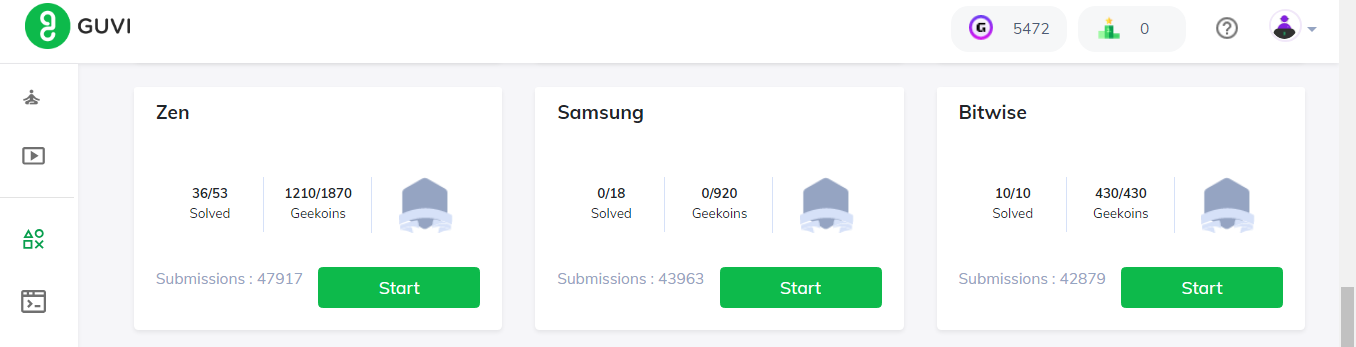 GUVI
G 5472 0
Zen
36/53 1210/1870
Solved Geekoins
Submissions : 47917 Start
Samsung
0/18 0/920
Solved Geekoins
Submissions : 43963 Start
Bitwise
10/10 430/430
Solved Geekoins
Submissions : 42879 Start